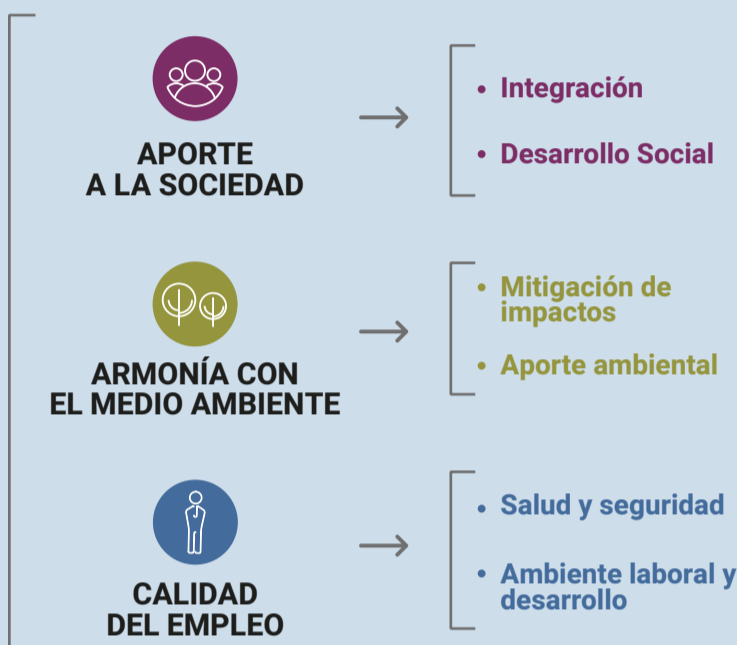 APORTE
A LA SOCIEDAD
• Integración
• Desarrollo Social
ARMONÍA CON
EL MEDIO AMBIENTE
• Mitigación de
impactos
• Aporte ambiental
CALIDAD
DEL EMPLEO
• Salud y seguridad
• Ambiente laboral y
desarrollo